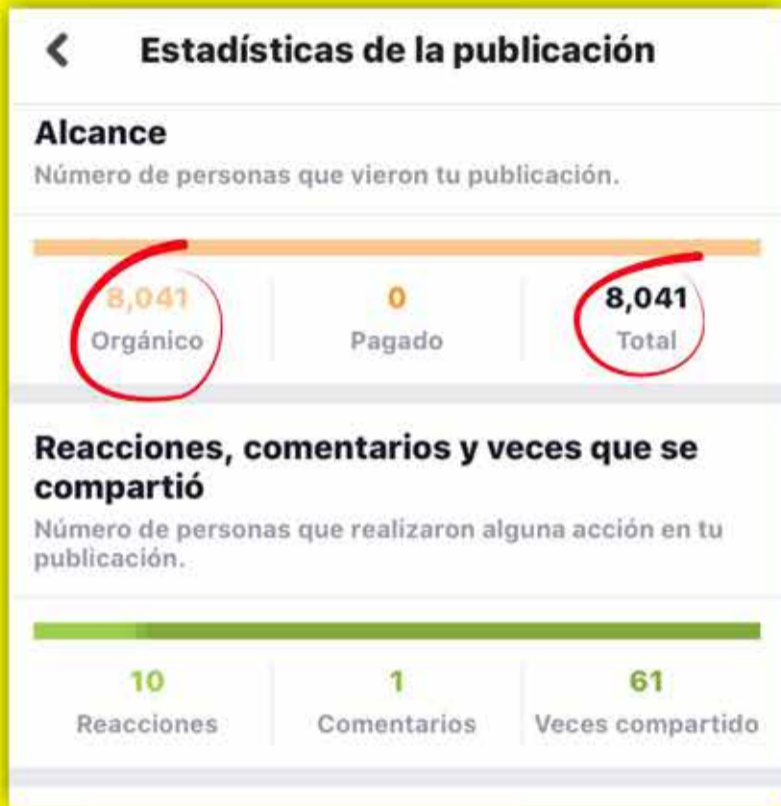 Estadísticas de la publicación
Alcance
Número de personas que vieron tu publicación.
8,041 0 8,041
Orgánico Pagado Total
Reacciones, comentarios y veces que se
compartió
Número de personas que realizaron alguna acción en tu
publicación.
10 1 61
Reacciones Comentarios Veces compartido